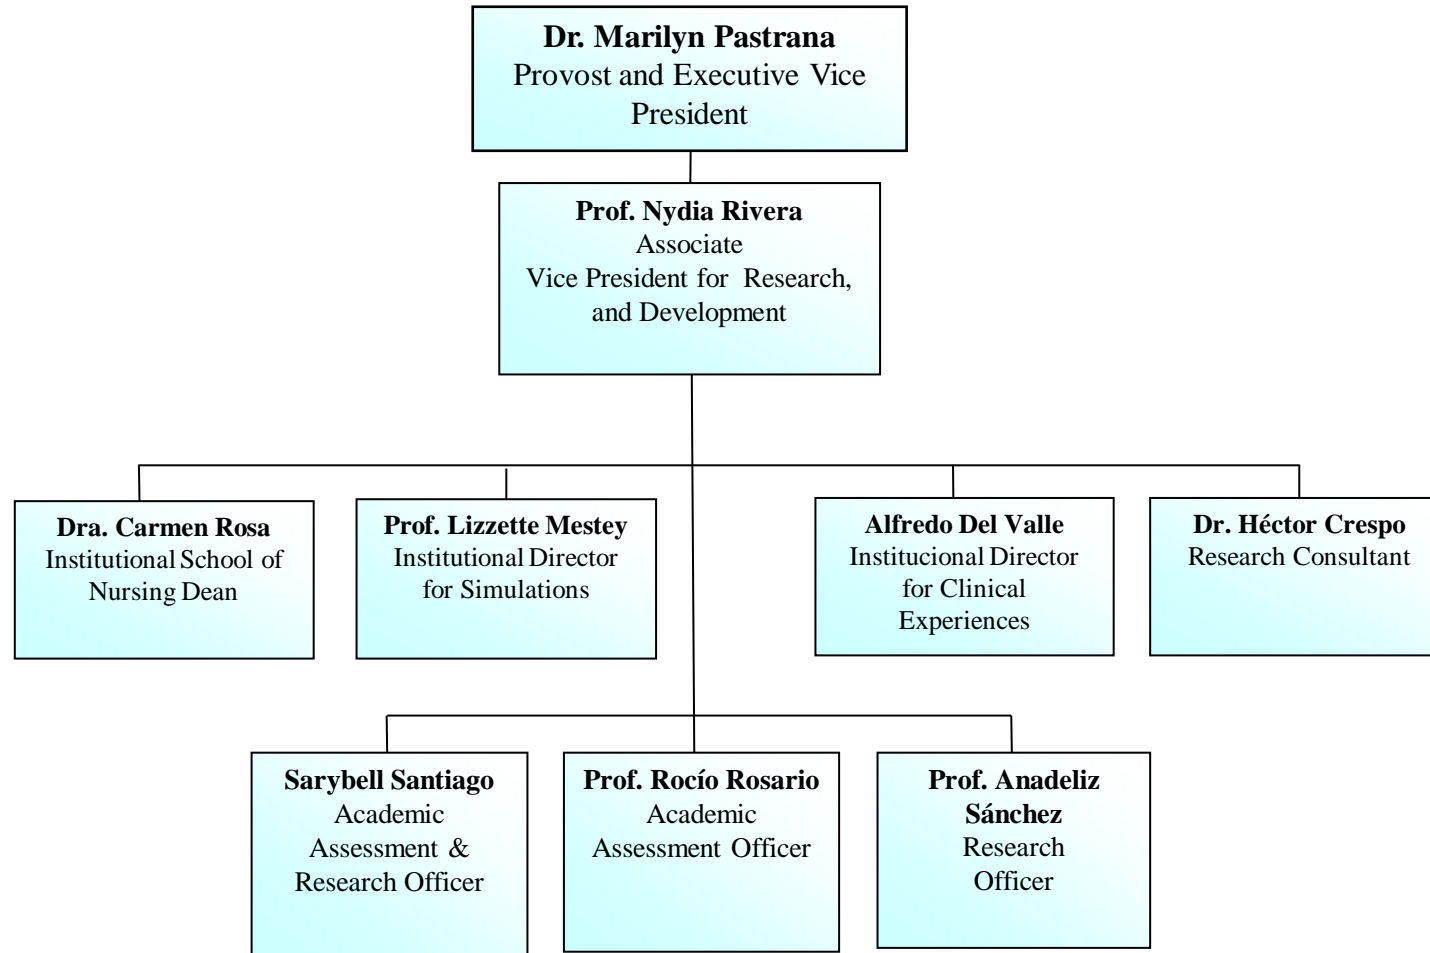 Dr. Marilyn Pastrana
Provost and Executive Vice
President
Prof. Nydia Rivera
Associate
Vice President for Research,
and Development
Dra. Carmen Rosa
Institutional School of
Nursing Dean
Prof. Lizzette Mestey
Institutional Director
for Simulations
Alfredo Del Valle
Institucional Director
for Clinical
Experiences
Dr. Héctor Crespo
Research Consultant
Sarybell Santiago
Academic
Assessment &
Research Officer
Prof. Rocío Rosario
Academic
Assessment Officer
Prof. Anadeliz
Sánchez
Research
Officer